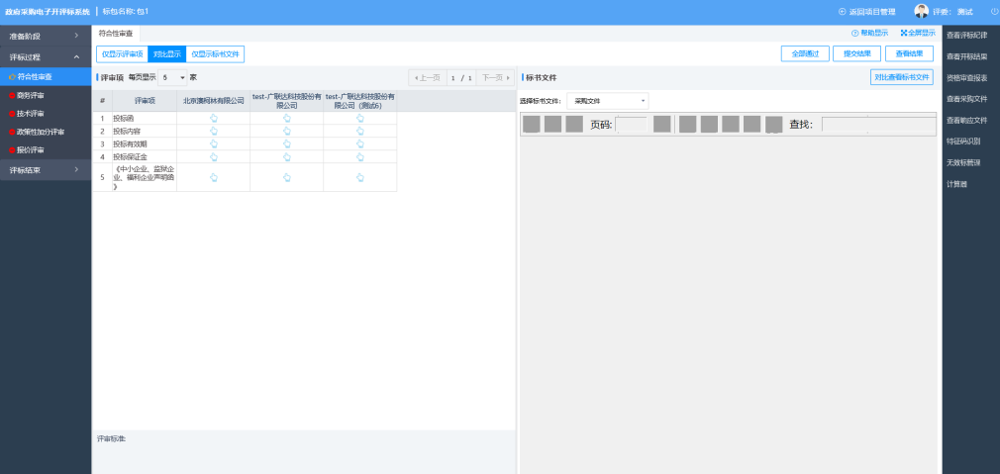 政府采购电子开评标系统 | 标包名称:包1
返回项目管理 评委: 测试
准备阶段
评标过程
符合性审查
商务评审
技术评审
政策性加分评审
报价评审
评标结束
符合性审查
帮助显示 全屏显示
仅显示评审项 对比显示 仅显示标书文件
全部通过 提交结果 查看结果
评审项 每页显示 5 家
上一页 1 / 1 下一页
# 评审项 北京澳柯林有限公司 test-广联达科技股份有限公司 test-广联达科技股份有限公司(测试6)
1 投标函
2 投标内容
3 投标有效期
4 投标保证金
5 《中小企业、监狱企业、福利企业声明函》
评审标准:
标书文件
对比查看标书文件
选择标书文件: 采购文件
页码: 查找:
查看评标纪律
查看开标结果
资格审查报表
查看采购文件
查看响应文件
特征码识别
无效标管理
计算器